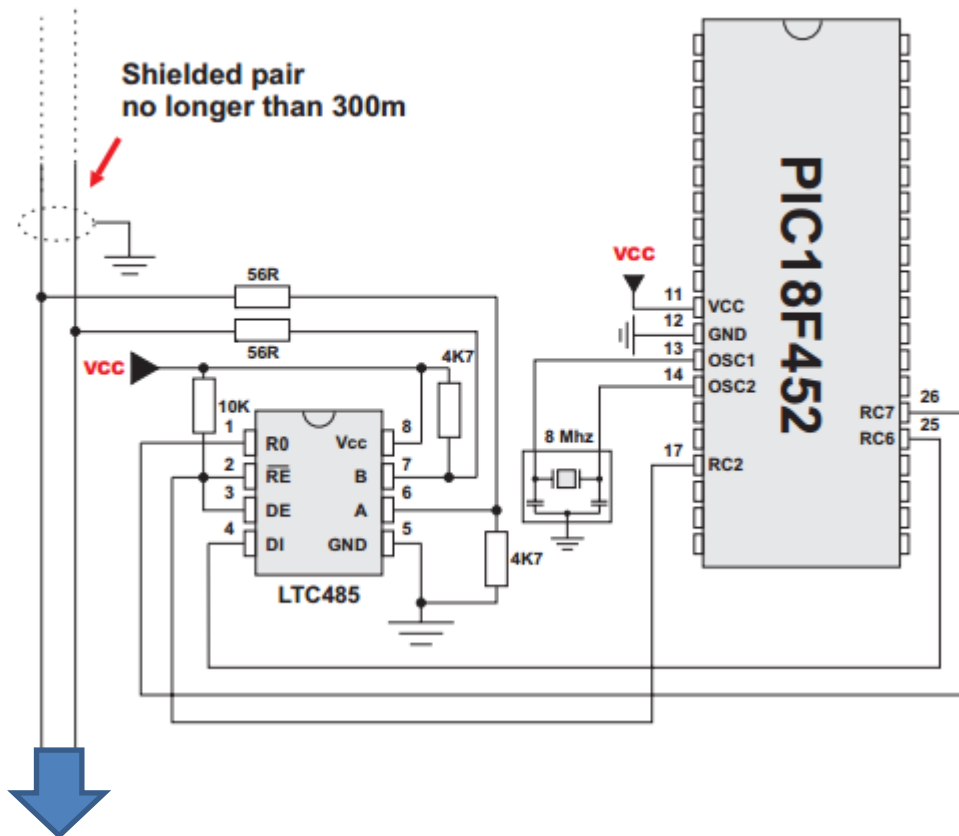 Shielded pair
no longer than 300m
56R
56R
vcc
4K7
10K
1 R0 Vcc 8
2 RE B 7
3 DE A 6
4 DI GND 5
LTC485
4K7
8 Mhz
PIC18F452
vcc
11 VCC
12 GND
13 OSC1
14 OSC2
17 RC2
RC7 26
RC6 25